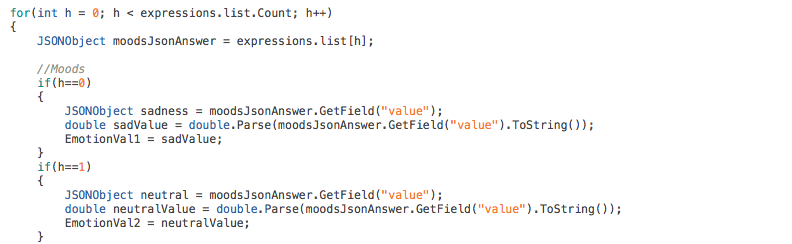 for(int h = 0; h < expressions.list.Count; h++)
{
    JSONObject moodsJsonAnswer = expressions.list[h];

    //Moods
    if(h==0)
    {
        JSONObject sadness = moodsJsonAnswer.GetField("value");
        double sadValue = double.Parse(moodsJsonAnswer.GetField("value").ToString());
        EmotionVal1 = sadValue;
    }
    if(h==1)
    {
        JSONObject neutral = moodsJsonAnswer.GetField("value");
        double neutralValue = double.Parse(moodsJsonAnswer.GetField("value").ToString());
        EmotionVal2 = neutralValue;
    }